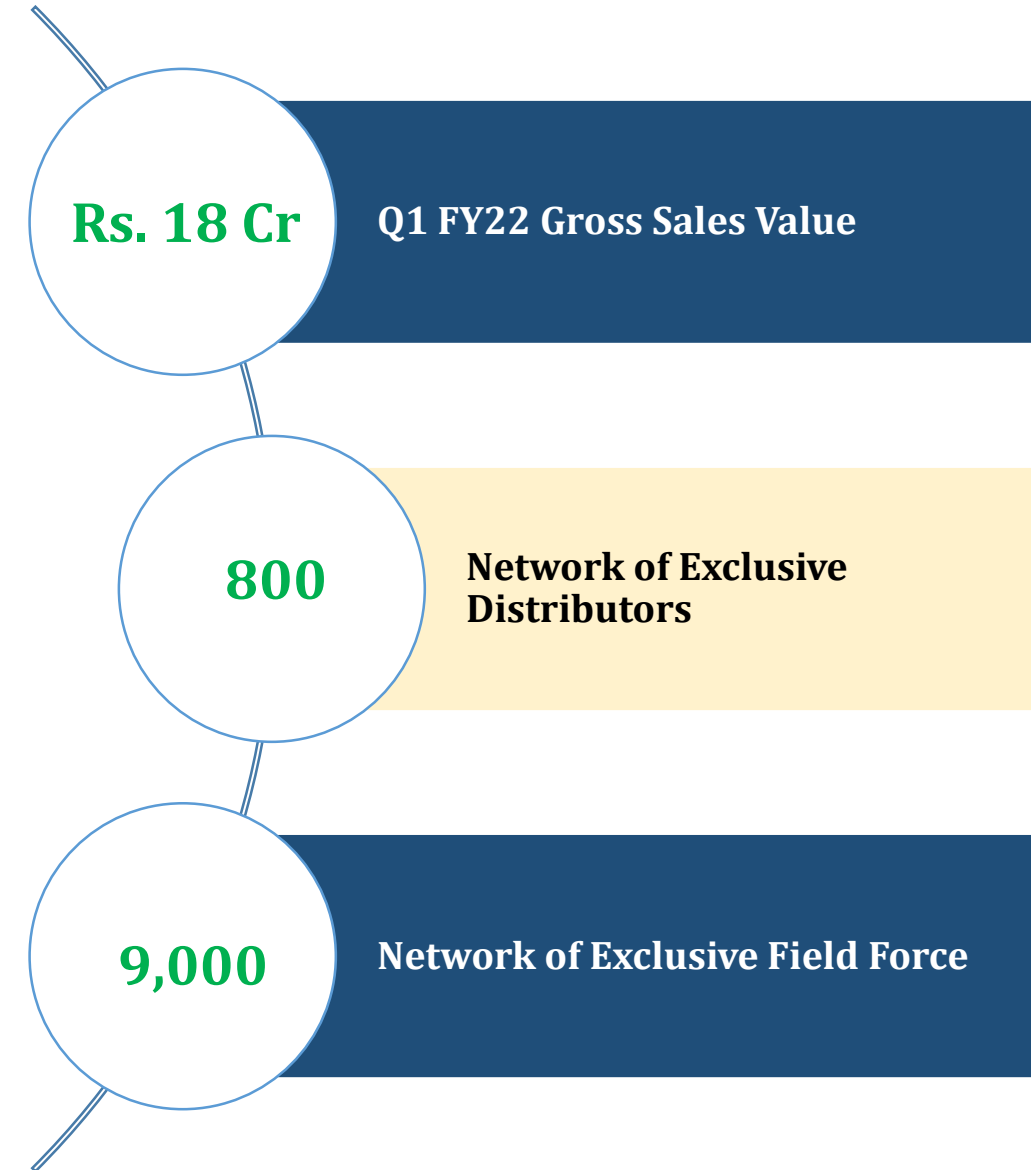 Rs. 18 Cr
Q1 FY22 Gross Sales Value
800
Network of Exclusive
Distributors
9,000
Network of Exclusive Field Force